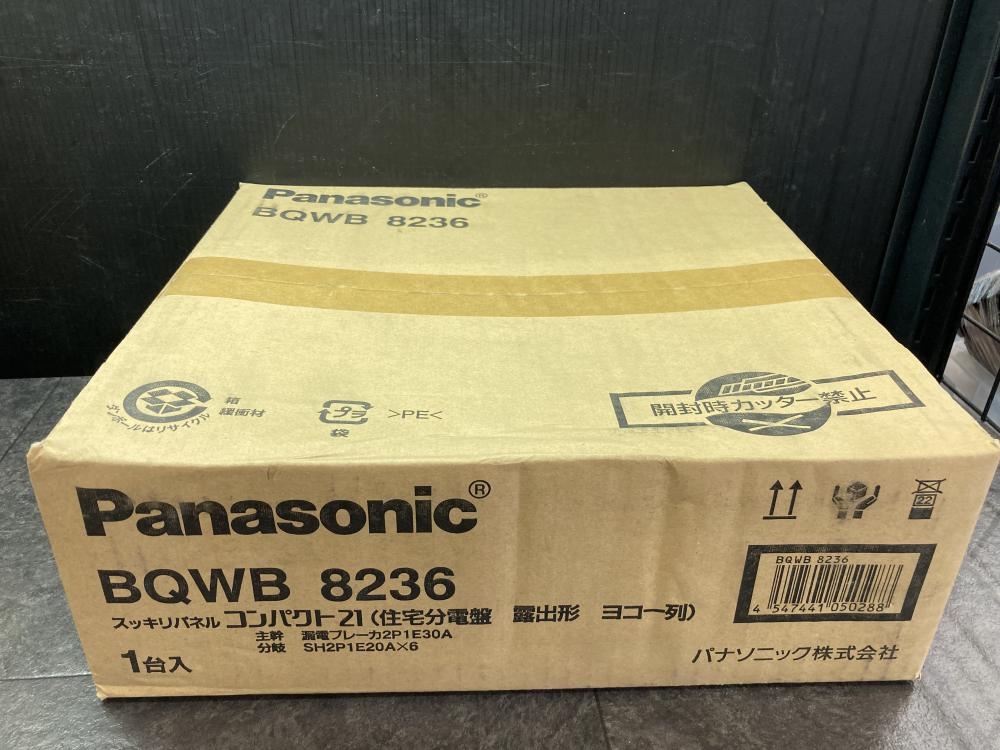 Panasonic®
BQWB 8236
ダンボールはリサイクル
箱
緩衝材
プラ
袋
>PE<
開封時カッター禁止
Panasonic®
BQWB 8236
スッキリパネル コンパクト21(住宅分電盤 露出形 ヨコ一列)
主幹 漏電ブレーカ2P1E30A
分岐 SH2P1E20A×6
1台入
22
BQWB 8236
4 547441 050288
パナソニック株式会社